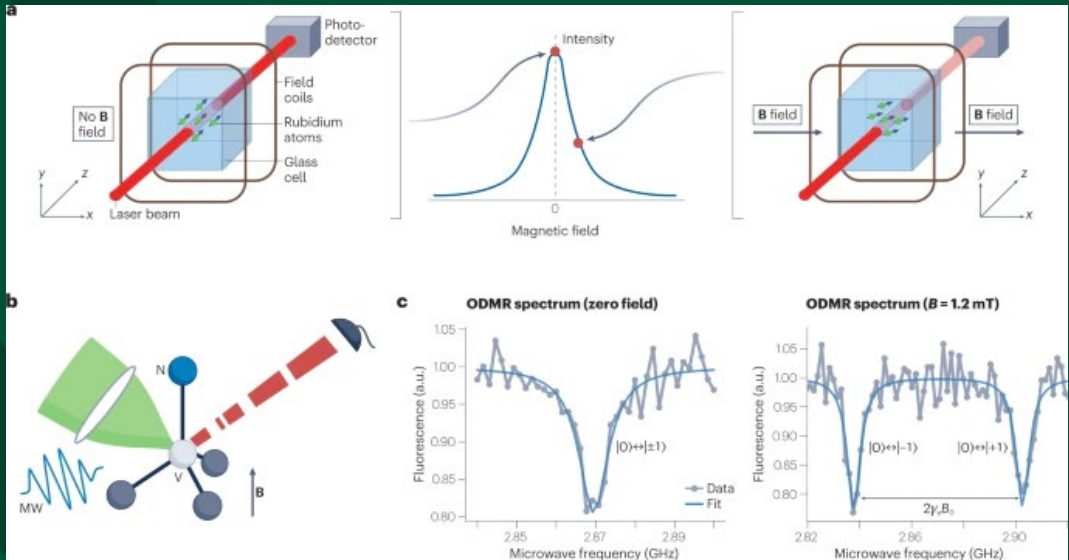 a
No B
field
Photo-
detector
Field
coils
Rubidium
atoms
Glass
cell
Laser beam
y
z
x
Intensity
0
Magnetic field
B field
B field
y
z
x
b
N
V
MW
B
c
ODMR spectrum (zero field)
Fluorescence (a.u.)
1.05
1.00
0.95
0.90
0.85
0.80
|0⟩↔|±1⟩
Data
Fit
2.85
2.87
2.89
Microwave frequency (GHz)
ODMR spectrum (B = 1.2 mT)
Fluorescence (a.u.)
1.05
1.00
0.95
0.90
0.85
0.80
|0⟩↔|−1⟩
|0⟩↔|+1⟩
2.82
2.86
2.90
Microwave frequency (GHz)